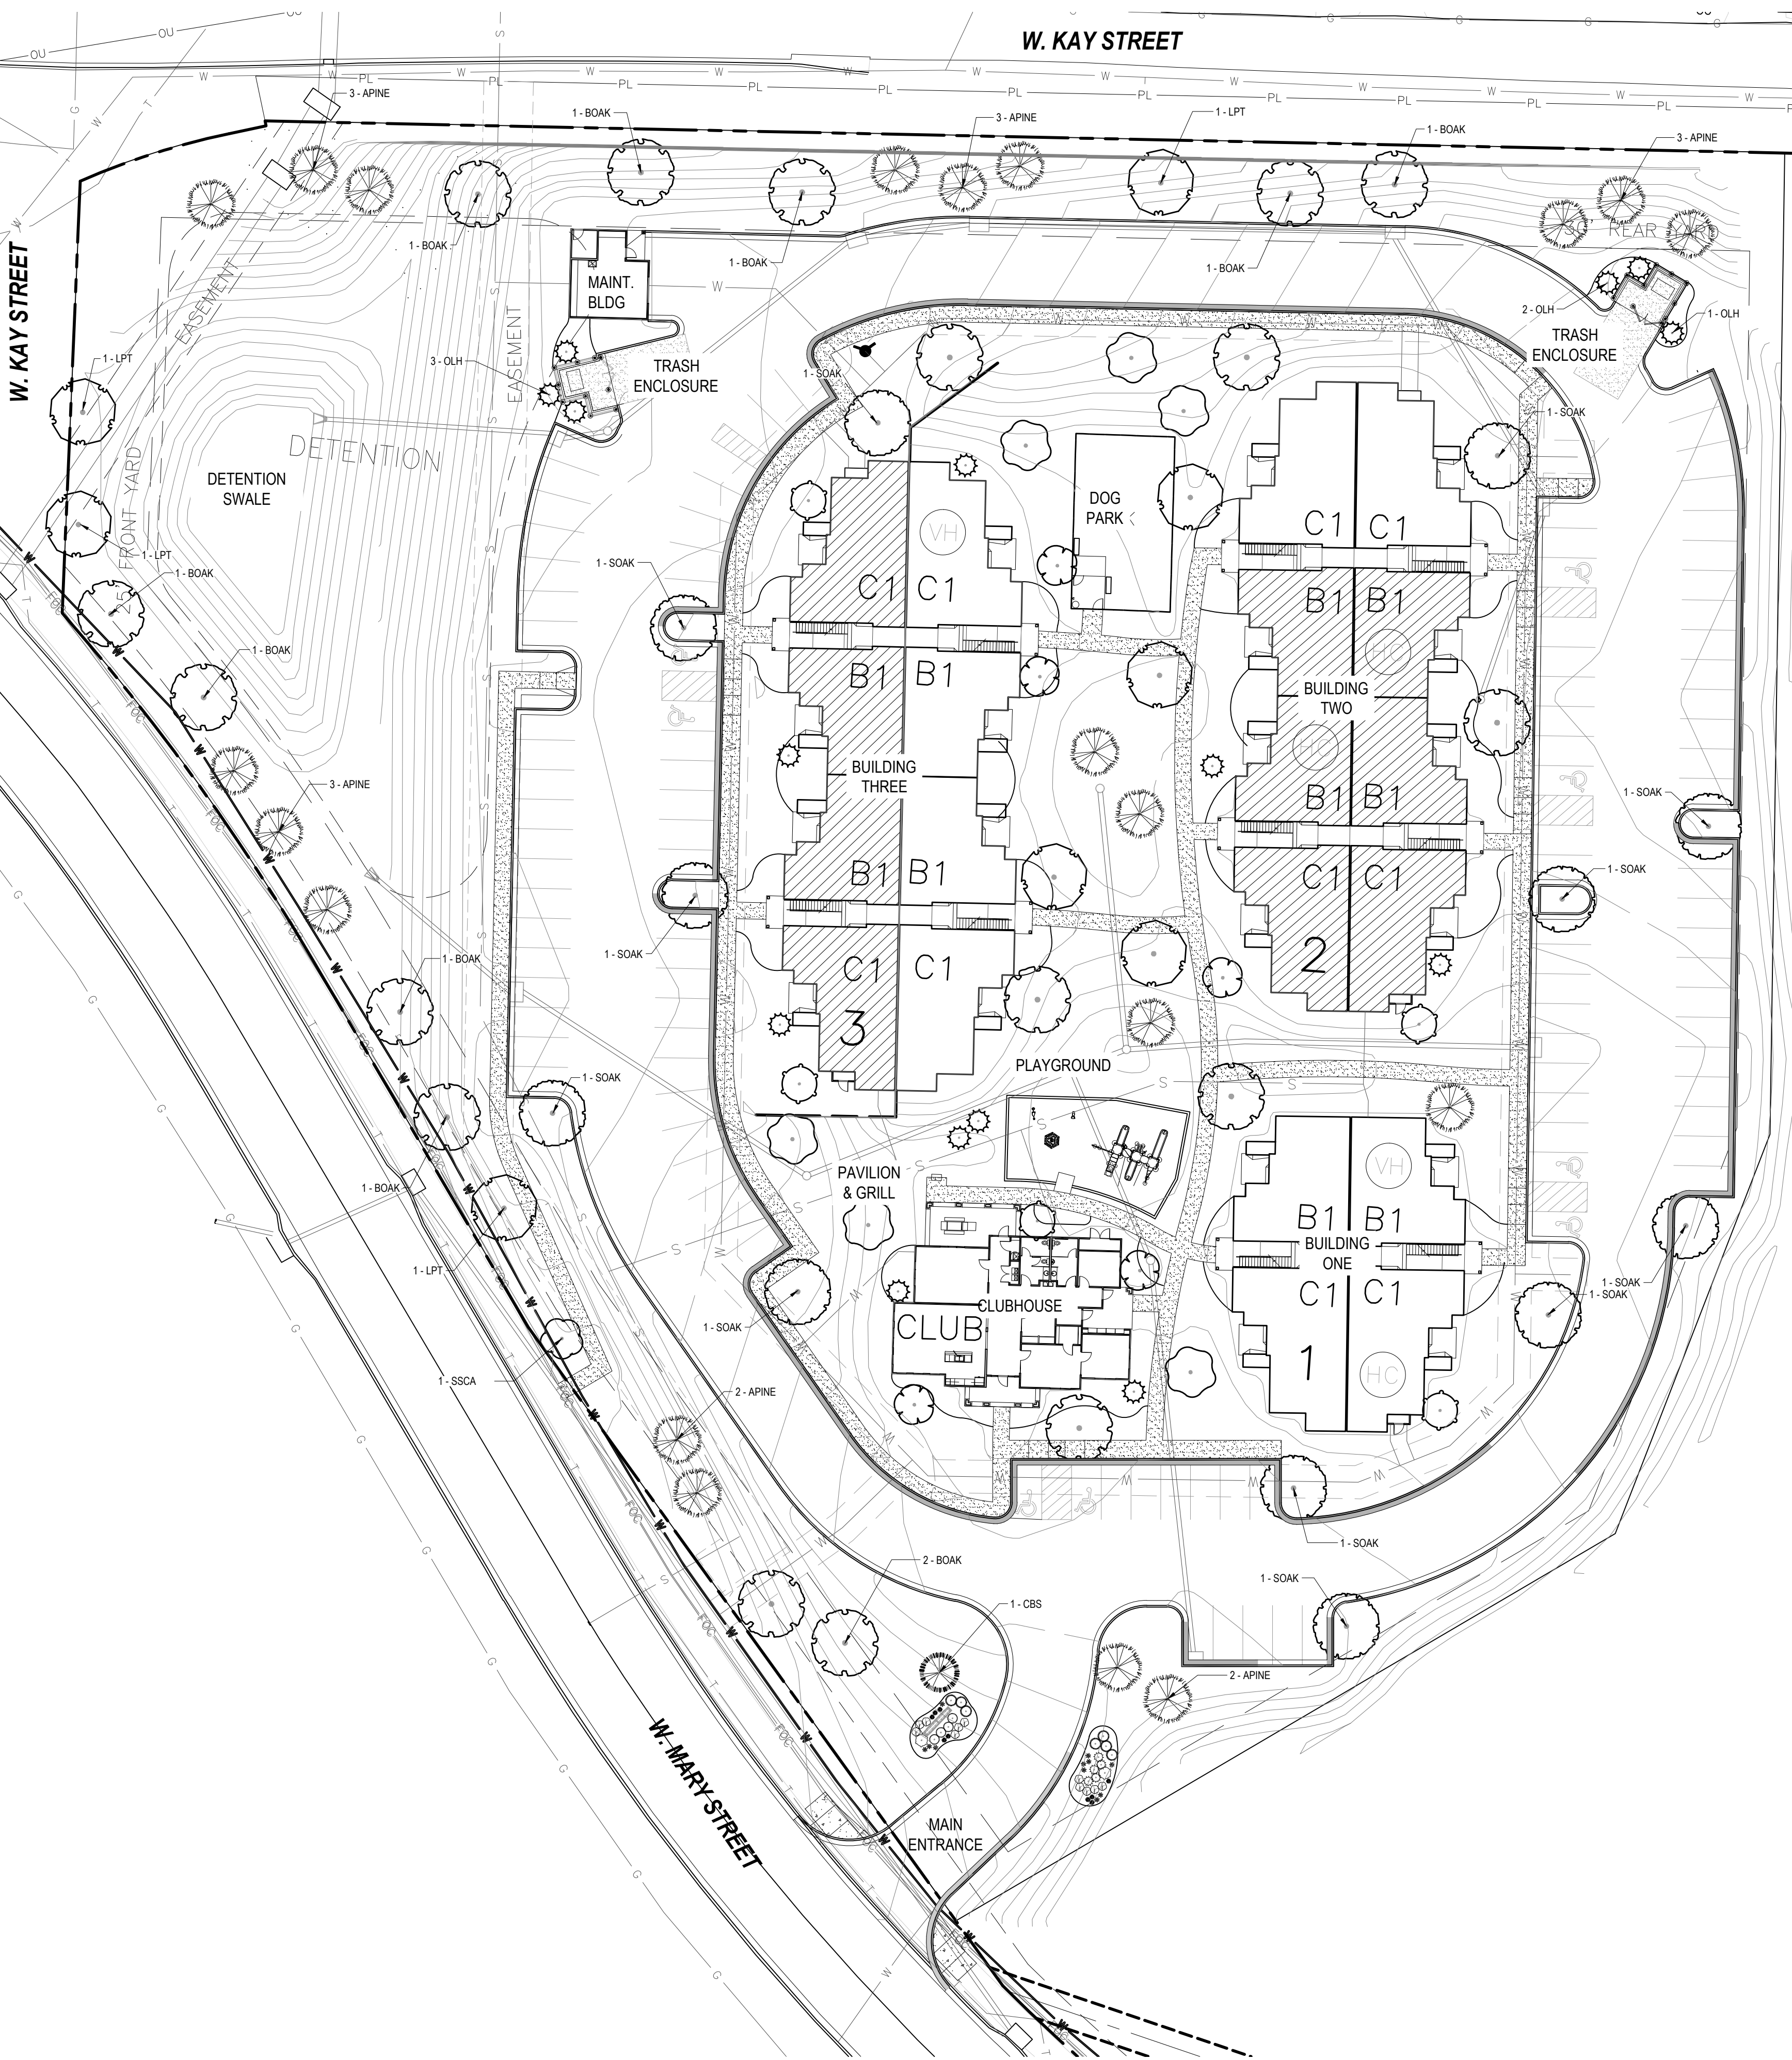 W. KAY STREET
3 - APINE
1 - BOAK
3 - APINE
1 - LPT
1 - BOAK
3 - APINE
W. KAY STREET
1 - BOAK
1 - BOAK
1 - BOAK
REAR YARD
EASEMENT
MAINT.
BLDG
2 - OLH
1 - OLH
EASEMENT
TRASH
ENCLOSURE
TRASH
ENCLOSURE
1 - LPT
3 - OLH
1 - SOAK
1 - SOAK
DETENTION
DETENTION
SWALE
25' FRONT YARD
DOG
PARK
C1 C1
VH
1 - LPT
1 - BOAK
1 - SOAK
C1 C1
B1 B1
1 - BOAK
HC
B1 B1
BUILDING
TWO
HC
BUILDING
THREE
3 - APINE
B1 B1
1 - SOAK
B1 B1
C1 C1
1 - SOAK
1 - SOAK
1 - BOAK
C1 C1
2
3
PLAYGROUND
1 - SOAK
PAVILION
& GRILL
VH
1 - BOAK
B1 B1
BUILDING
ONE
1 - LPT
C1 C1
1 - SOAK
1 - SOAK
CLUBHOUSE
CLUB
1 - SOAK
1
HC
1 - SSCA
2 - APINE
1 - SOAK
2 - BOAK
1 - SOAK
1 - CBS
2 - APINE
W. MARY STREET
MAIN
ENTRANCE